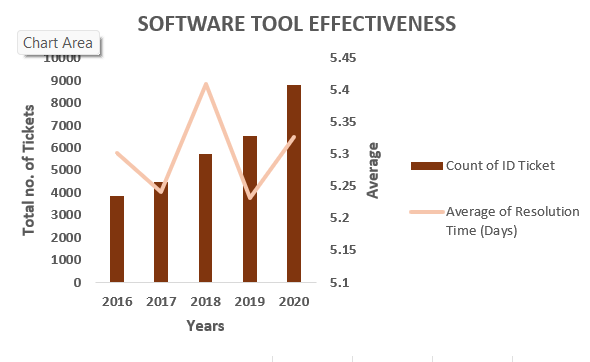 SOFTWARE TOOL EFFECTIVENESS
Chart Area
10000
9000
8000
7000
6000
5000
4000
3000
2000
1000
0
Total no. of Tickets
5.45
5.4
5.35
5.3
5.25
5.2
5.15
5.1
Average
2016 2017 2018 2019 2020
Years
Count of ID Ticket
Average of Resolution
Time (Days)